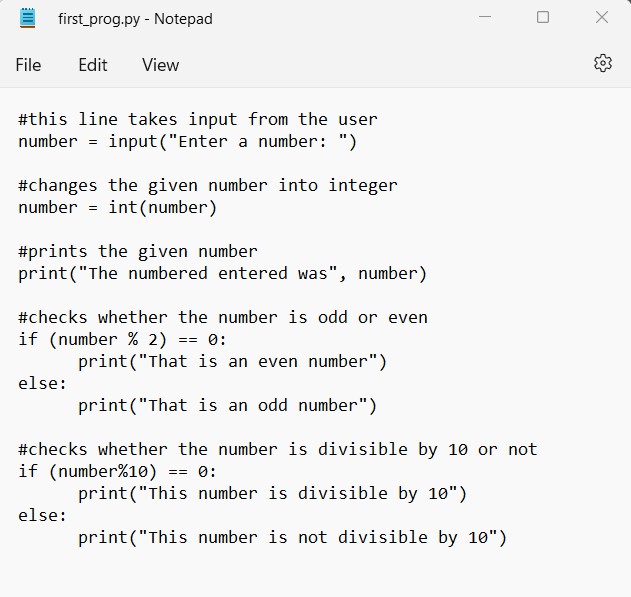 first_prog.py - Notepad
File Edit View
#this line takes input from the user
number = input("Enter a number: ")
#changes the given number into integer
number = int(number)
#prints the given number
print("The numbered entered was", number)
#checks whether the number is odd or even
if (number % 2) == 0:
      print("That is an even number")
else:
      print("That is an odd number")
#checks whether the number is divisible by 10 or not
if (number%10) == 0:
      print("This number is divisible by 10")
else:
      print("This number is not divisible by 10")